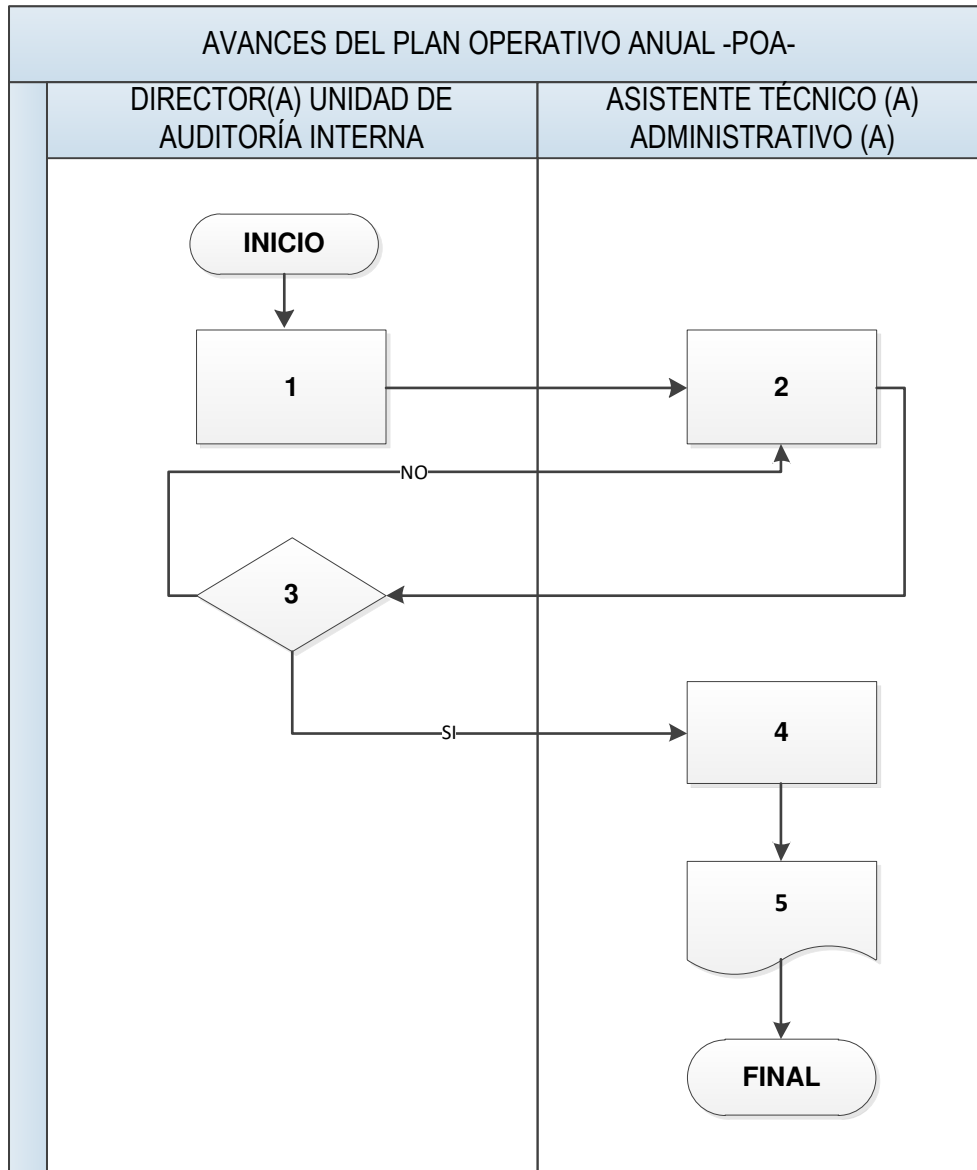 AVANCES DEL PLAN OPERATIVO ANUAL -POA-
DIRECTOR(A) UNIDAD DE
AUDITORÍA INTERNA
ASISTENTE TÉCNICO (A)
ADMINISTRATIVO (A)
INICIO
1
2
NO
3
SI
4
5
FINAL